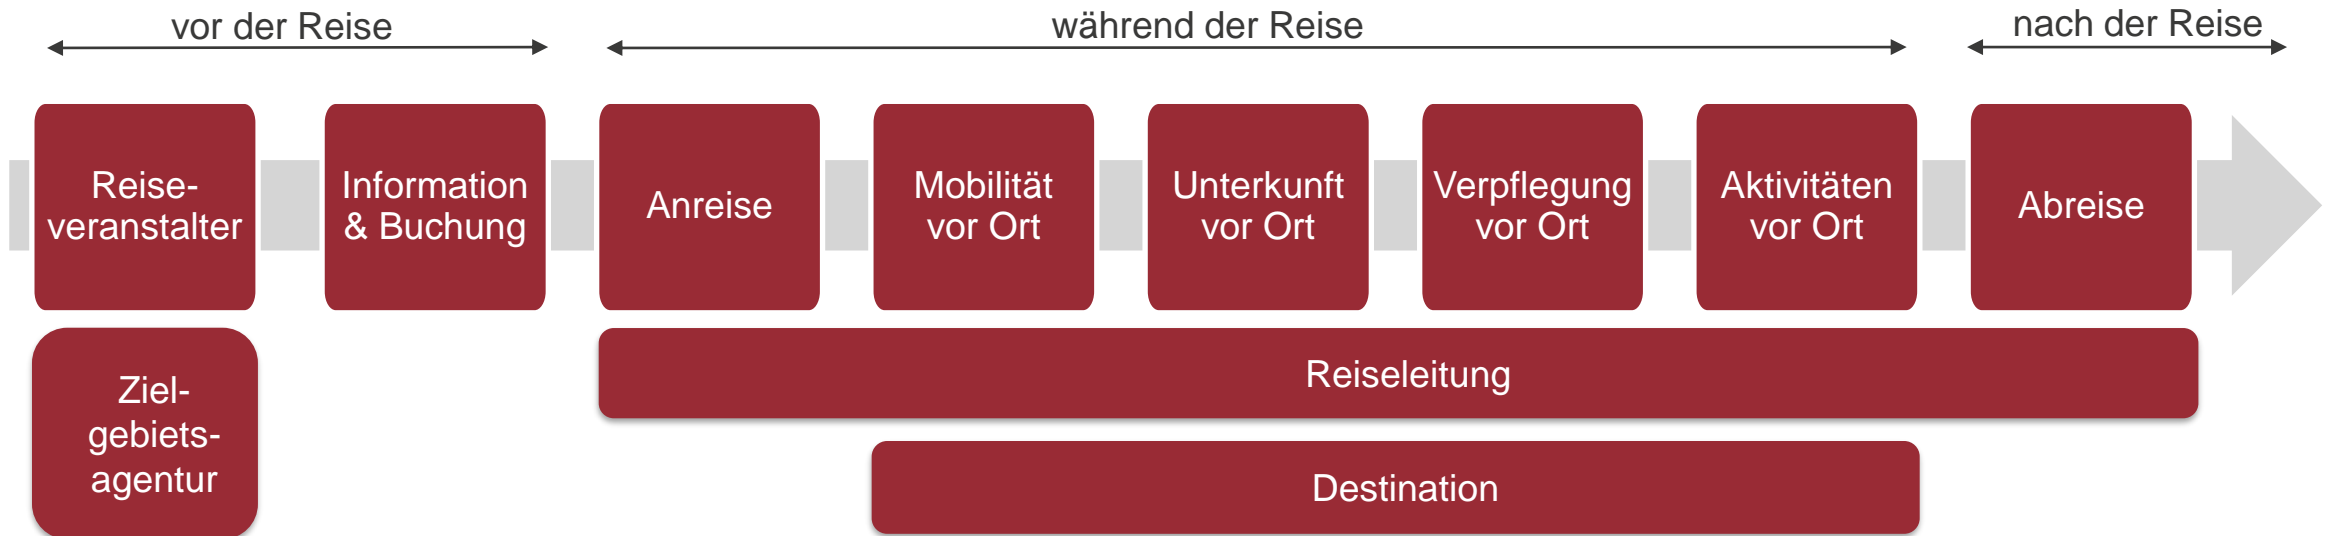 vor der Reise
während der Reise
nach der Reise
Reise-
veranstalter
Information
& Buchung
Anreise
Mobilität
vor Ort
Unterkunft
vor Ort
Verpflegung
vor Ort
Aktivitäten
vor Ort
Abreise
Ziel-
gebiets-
agentur
Reiseleitung
Destination